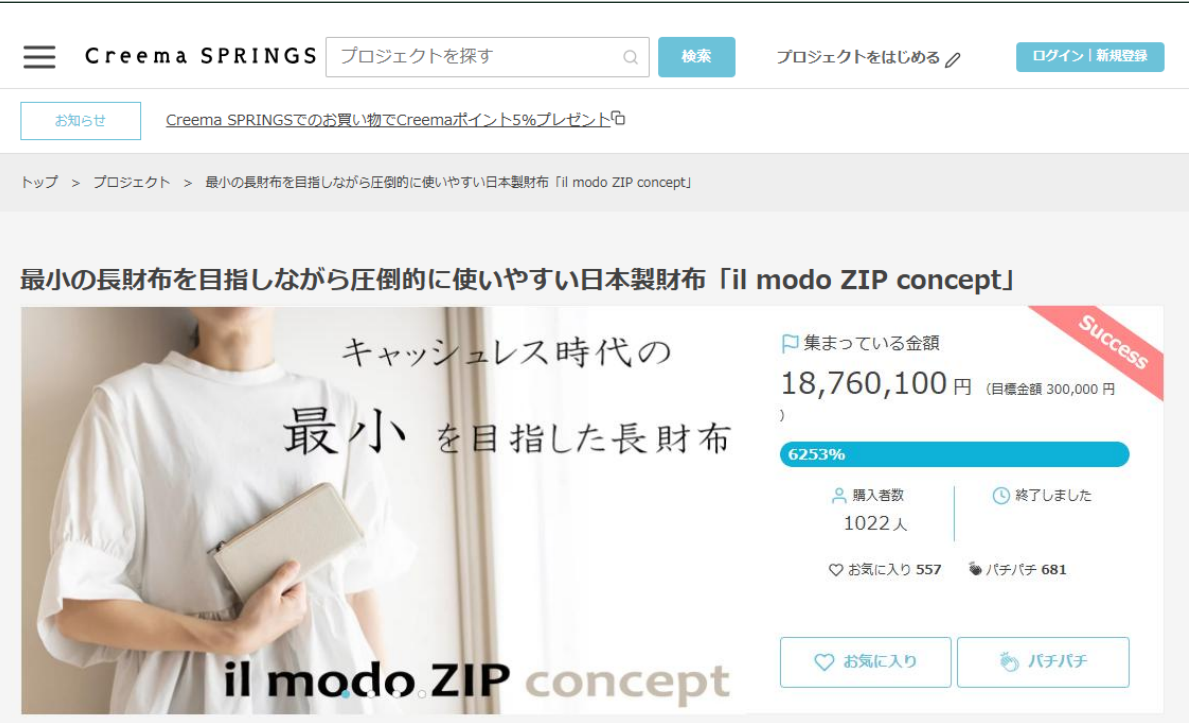 Creema SPRINGS
プロジェクトを探す
検索
プロジェクトをはじめる
ログイン | 新規登録
お知らせ
Creema SPRINGSでのお買い物でCreemaポイント5%プレゼント
トップ > プロジェクト > 最小の長財布を目指しながら圧倒的に使いやすい日本製財布「il modo ZIP concept」
最小の長財布を目指しながら圧倒的に使いやすい日本製財布「il modo ZIP concept」
キャッシュレス時代の
最小 を目指した長財布
il modo ZIP concept
Success
集まっている金額
18,760,100 円 (目標金額 300,000 円
)
6253%
購入者数
1022人
終了しました
お気に入り 557
パチパチ 681
お気に入り
パチパチ